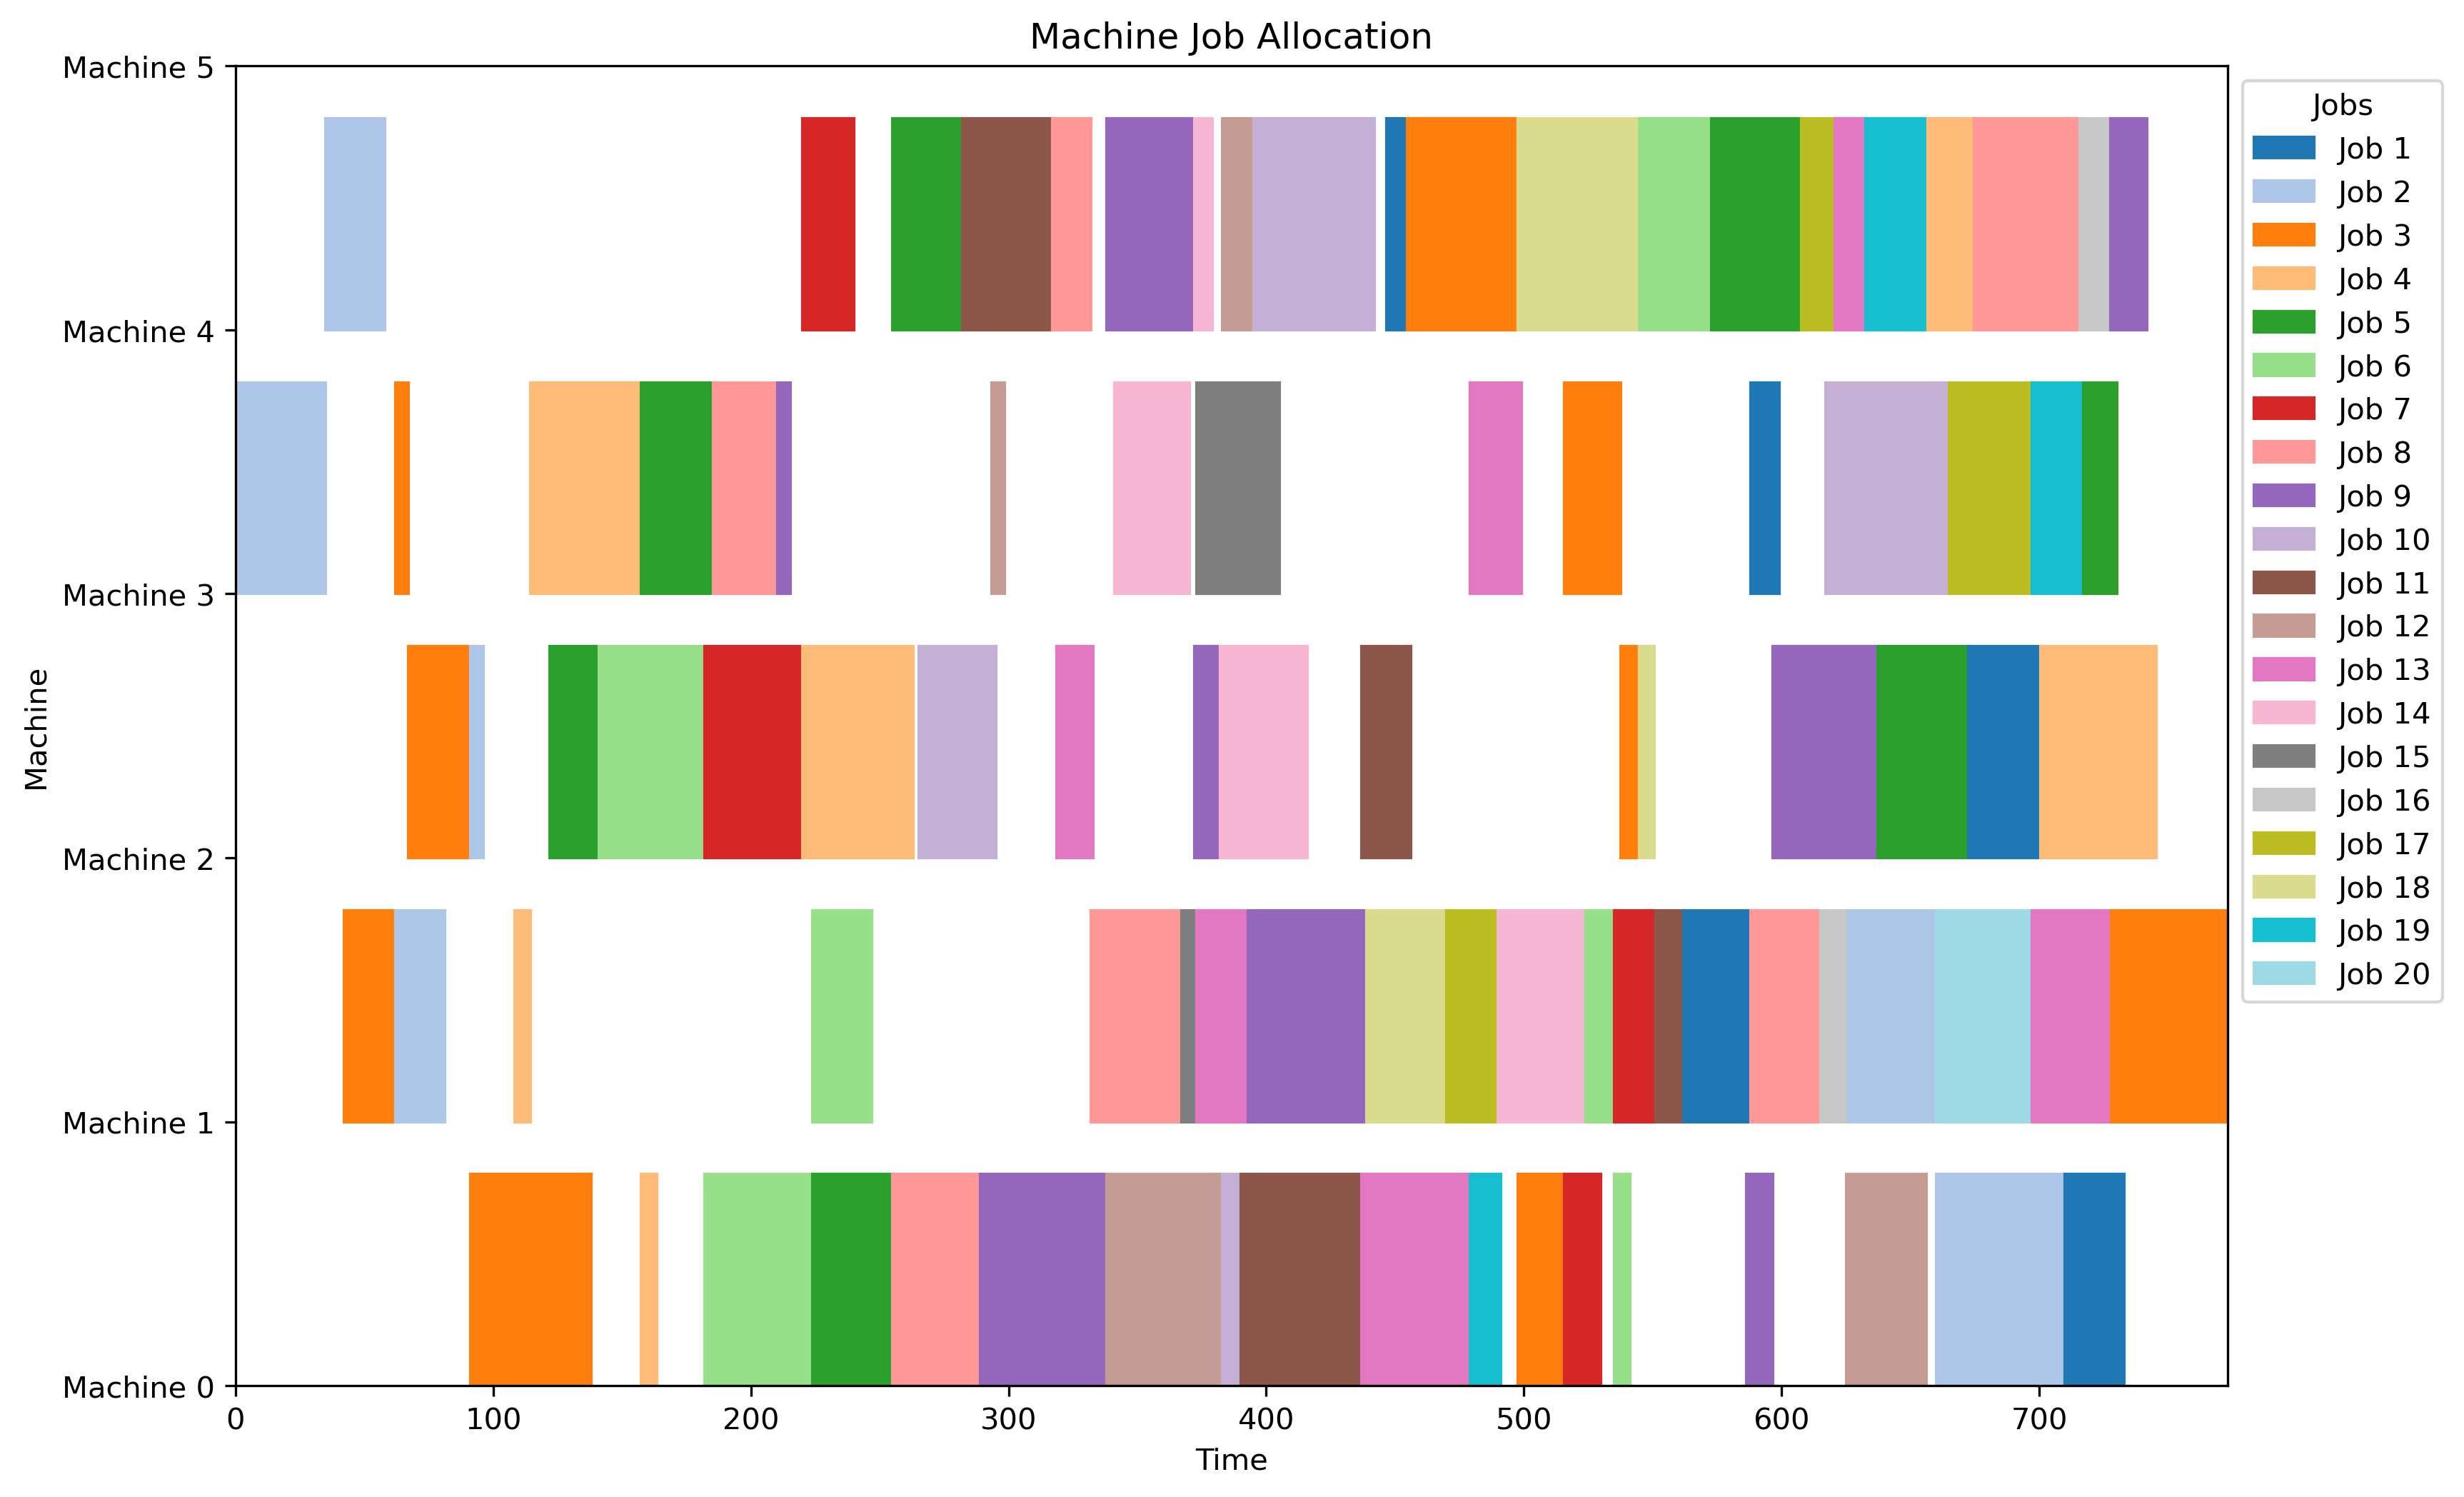 Machine Job Allocation
Machine 5
Machine 4
Machine 3
Machine 2
Machine 1
Machine 0
Machine
0 100 200 300 400 500 600 700
Time
Jobs
Job 1
Job 2
Job 3
Job 4
Job 5
Job 6
Job 7
Job 8
Job 9
Job 10
Job 11
Job 12
Job 13
Job 14
Job 15
Job 16
Job 17
Job 18
Job 19
Job 20